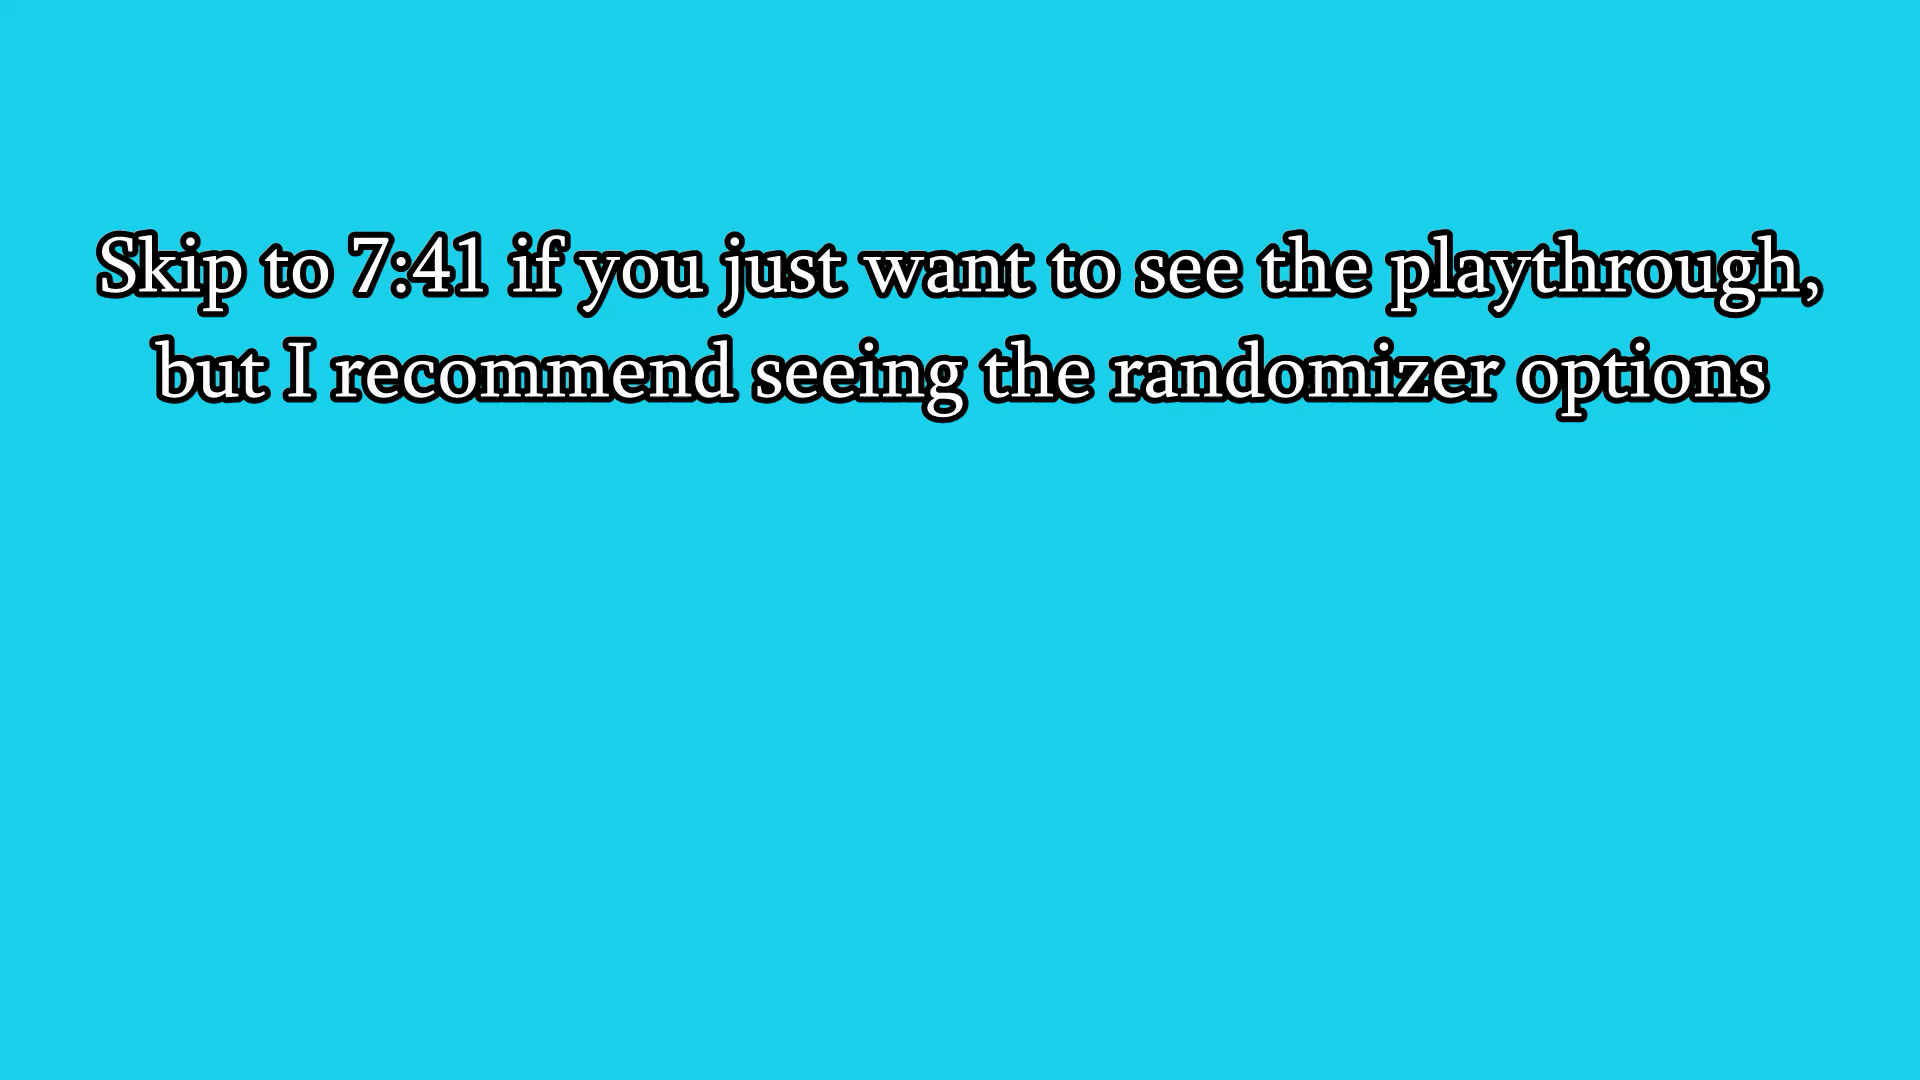 Skip to 7:41 if you just want to see the playthrough,
but I recommend seeing the randomizer options